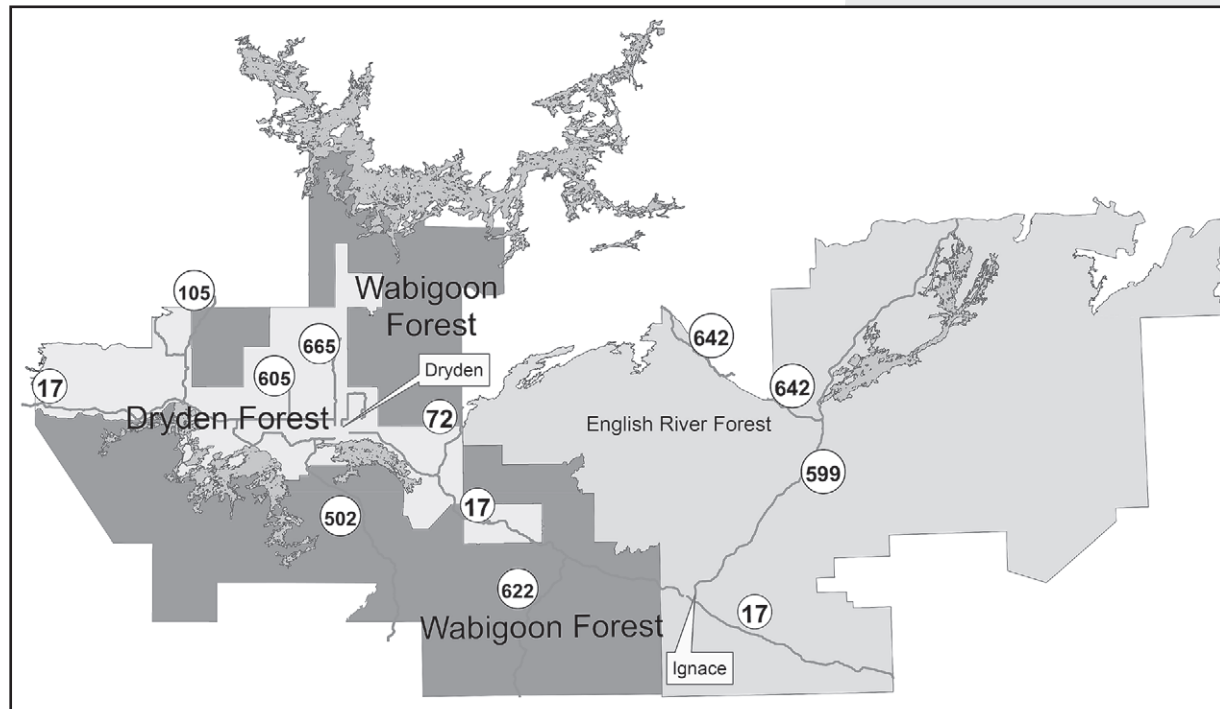 105
Wabigoon
Forest
642
665
17
605
Dryden
642
Dryden Forest
72
English River Forest
599
17
502
622
17
Wabigoon Forest
Ignace